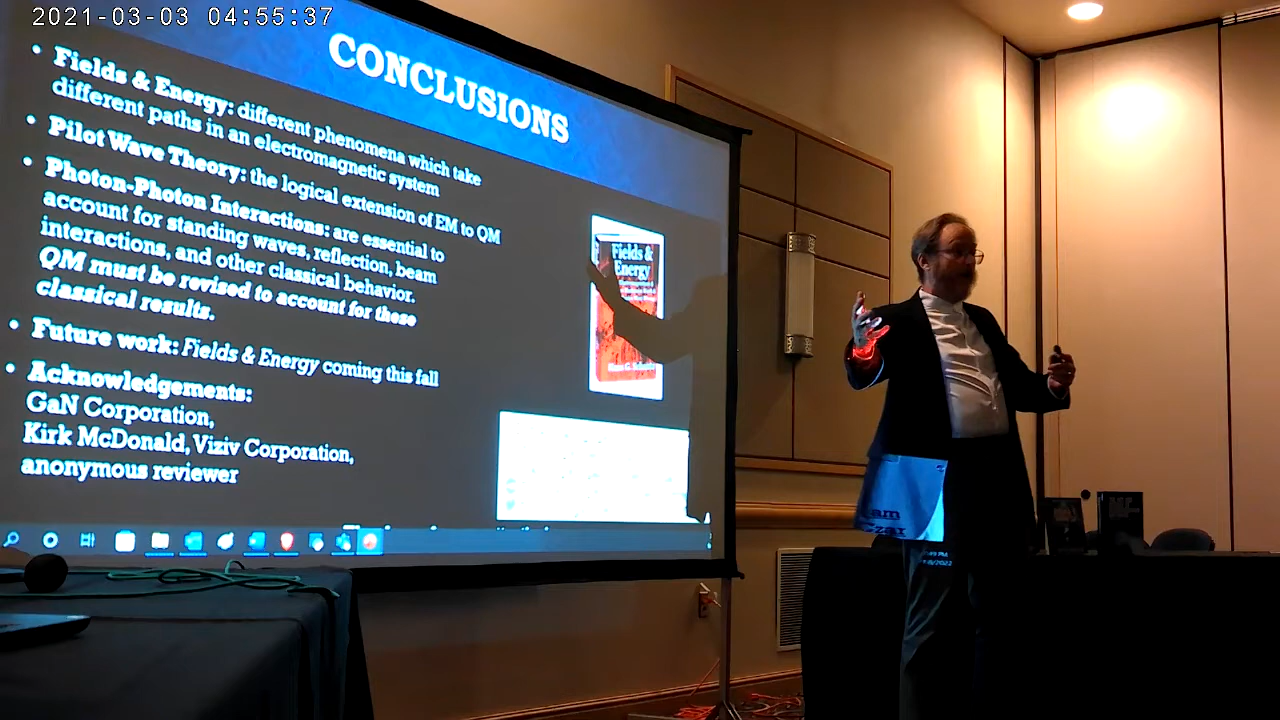 2021-03-03 04:55:37
CONCLUSIONS
• Fields & Energy: different phenomena which take
different paths in an electromagnetic system
• Pilot Wave Theory: the logical extension of EM to QM
• Photon-Photon Interactions: are essential to
account for standing waves, reflection, beam
interactions, and other classical behavior.
QM must be revised to account for these
classical results.
• Future work: Fields & Energy coming this fall
• Acknowledgements:
GaN Corporation,
Kirk McDonald, Viziv Corporation,
anonymous reviewer
Fields &
Energy